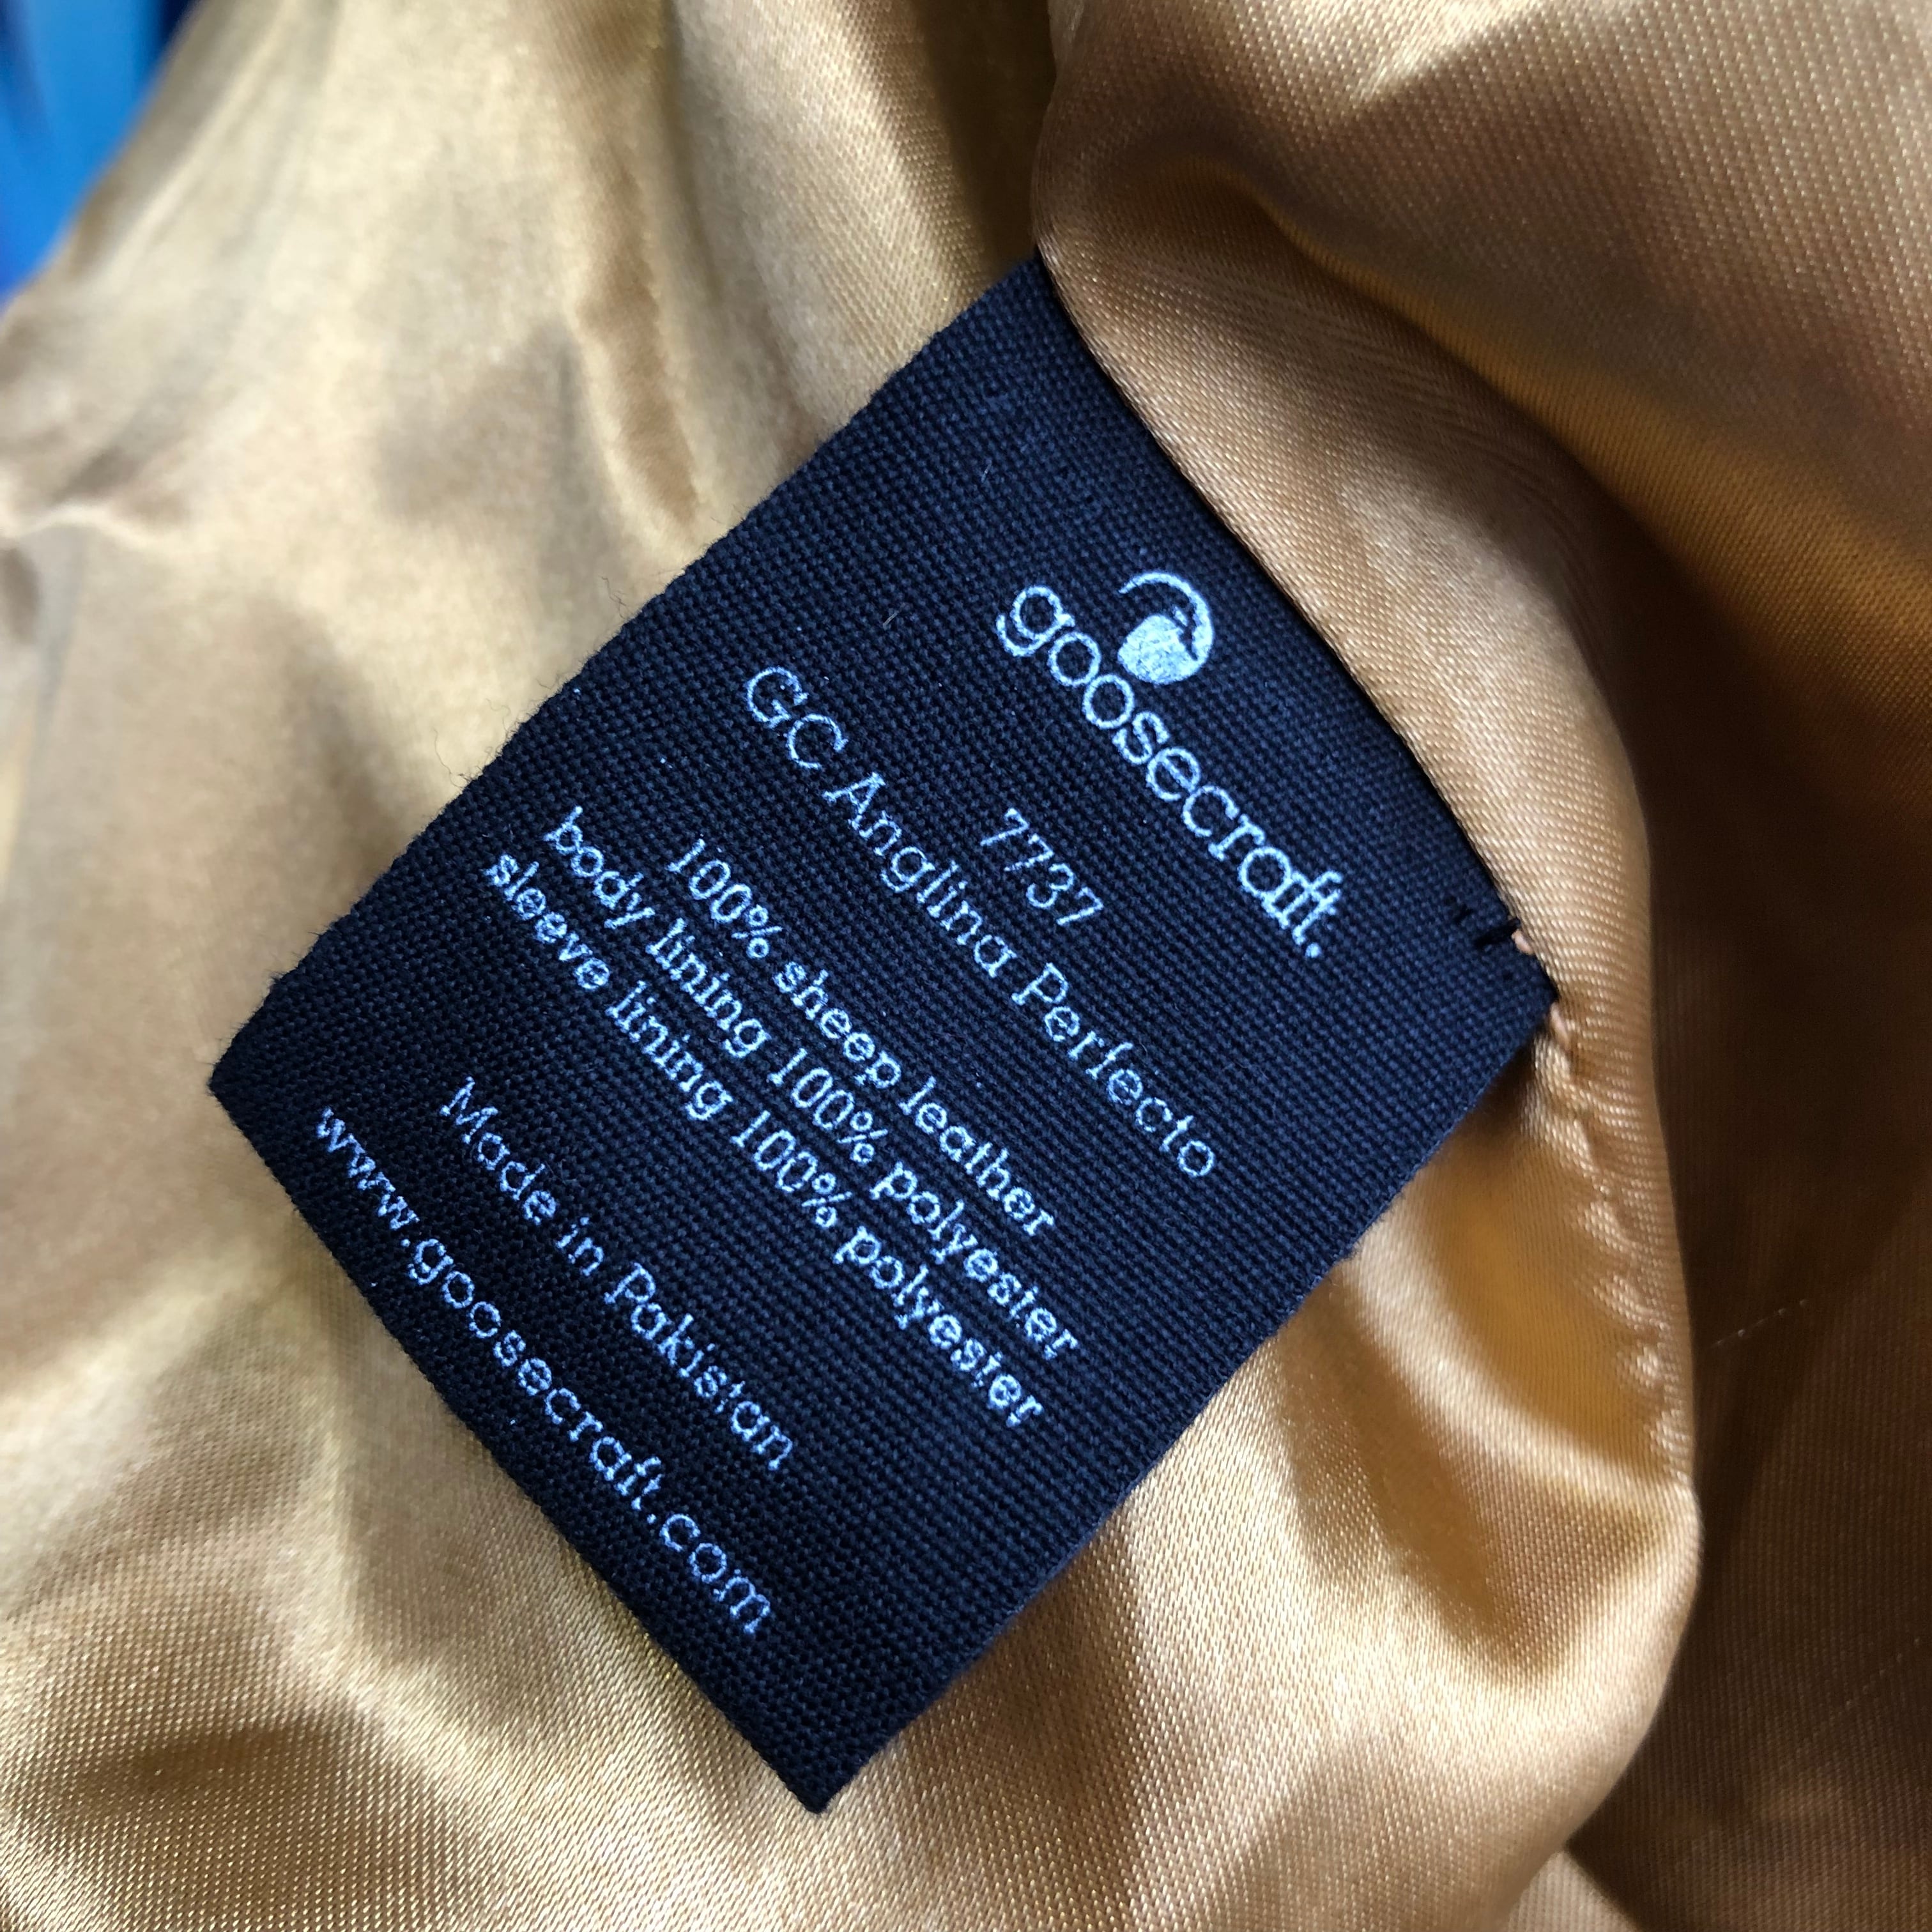 goosecraft.
7737
GC Anglina Perfecto
100% sheep leather
body lining 100% polyester
sleeve lining 100% polyester
Made in Pakistan
www.goosecraft.com